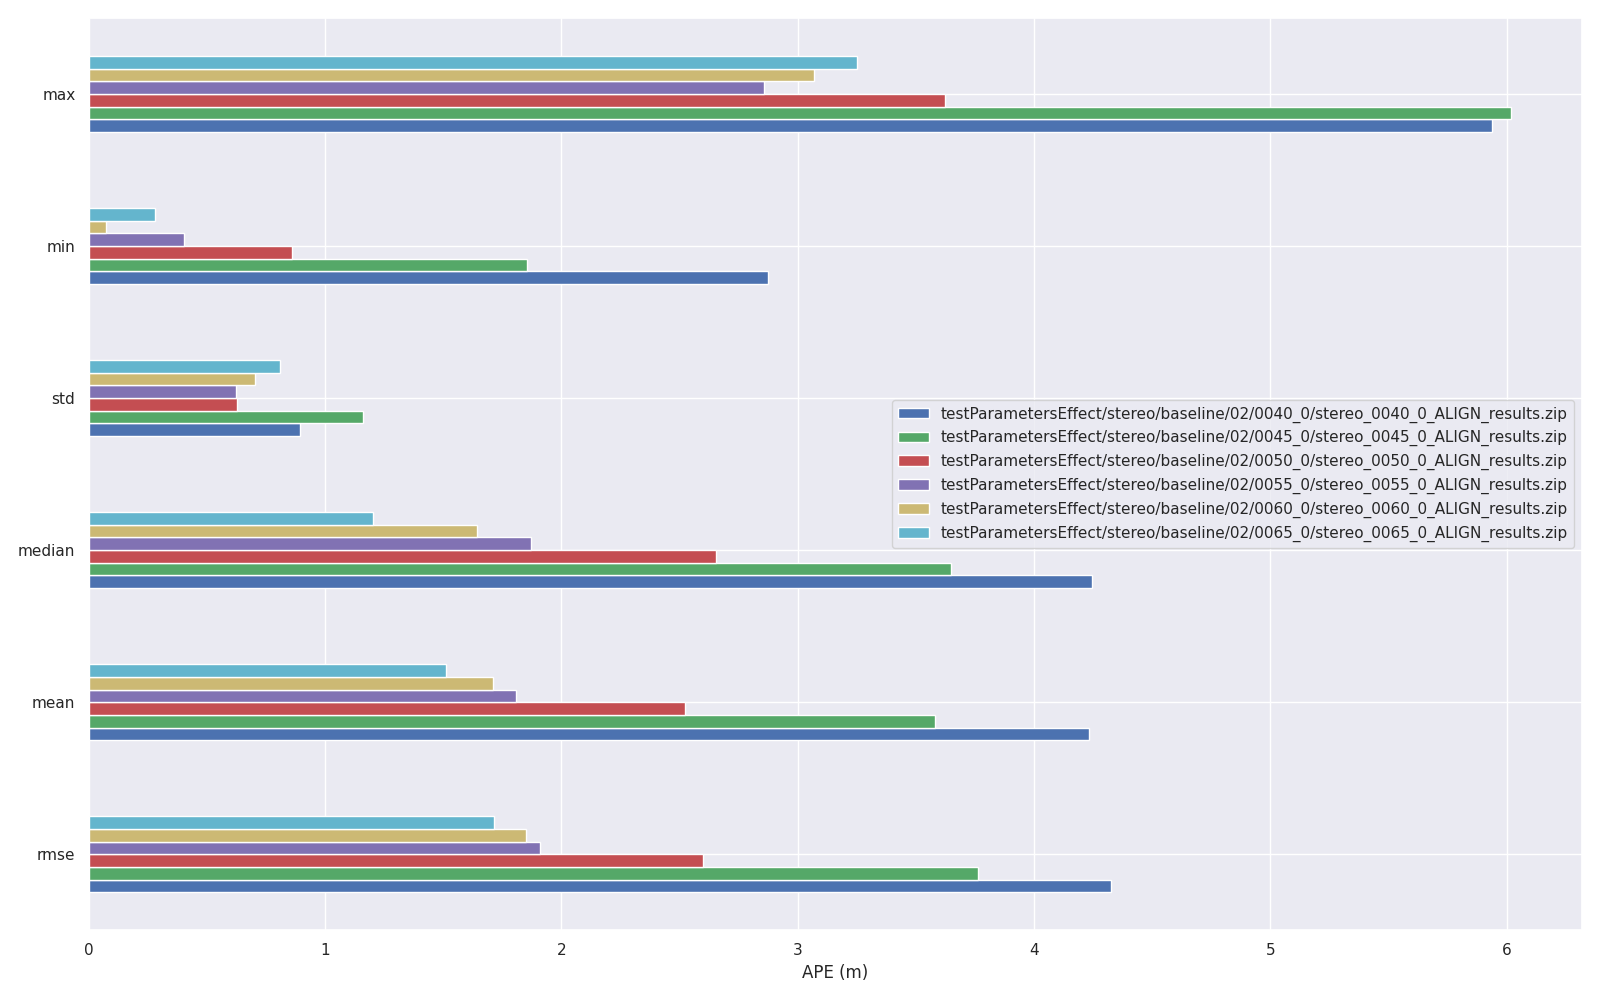 max
min
std
median
mean
rmse
testParametersEffect/stereo/baseline/02/0040_0/stereo_0040_0_ALIGN_results.zip
testParametersEffect/stereo/baseline/02/0045_0/stereo_0045_0_ALIGN_results.zip
testParametersEffect/stereo/baseline/02/0050_0/stereo_0050_0_ALIGN_results.zip
testParametersEffect/stereo/baseline/02/0055_0/stereo_0055_0_ALIGN_results.zip
testParametersEffect/stereo/baseline/02/0060_0/stereo_0060_0_ALIGN_results.zip
testParametersEffect/stereo/baseline/02/0065_0/stereo_0065_0_ALIGN_results.zip
0 1 2 3 4 5 6
APE (m)